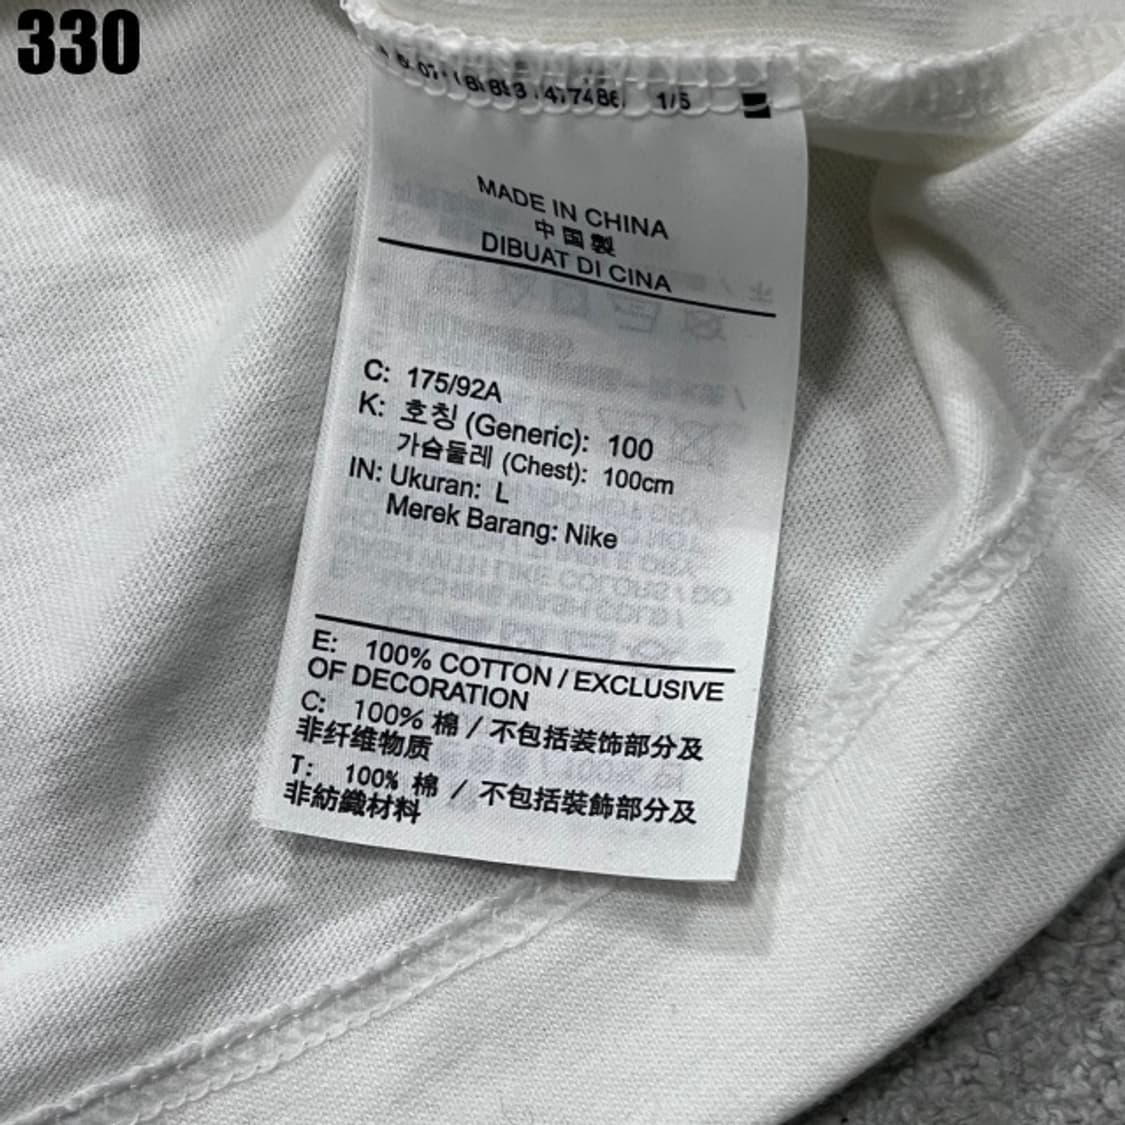 330
1/5
MADE IN CHINA
中国製
DIBUAT DI CINA
C: 175/92A
K: 호칭 (Generic): 100
가슴둘레 (Chest): 100cm
IN: Ukuran: L
Merek Barang: Nike
E: 100% COTTON / EXCLUSIVE
OF DECORATION
C: 100% 棉 / 不包括装饰部分及
非纤维物质
T: 100% 棉 / 不包括裝飾部分及
非紡織材料